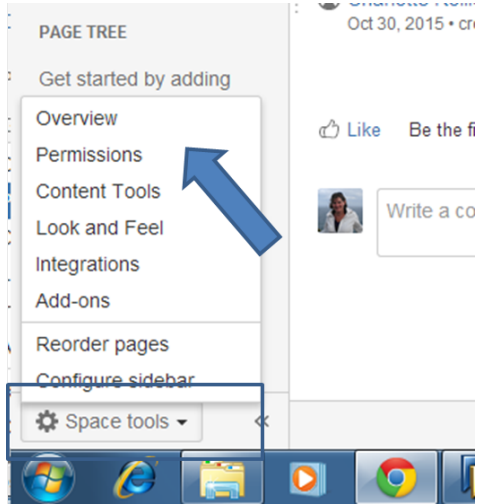 Oct 30, 2015 • cr
PAGE TREE
Get started by adding
Overview
Permissions
Content Tools
Look and Feel
Integrations
Add-ons
Reorder pages
Configure sidebar
Space tools
«
Like Be the fi
Write a co